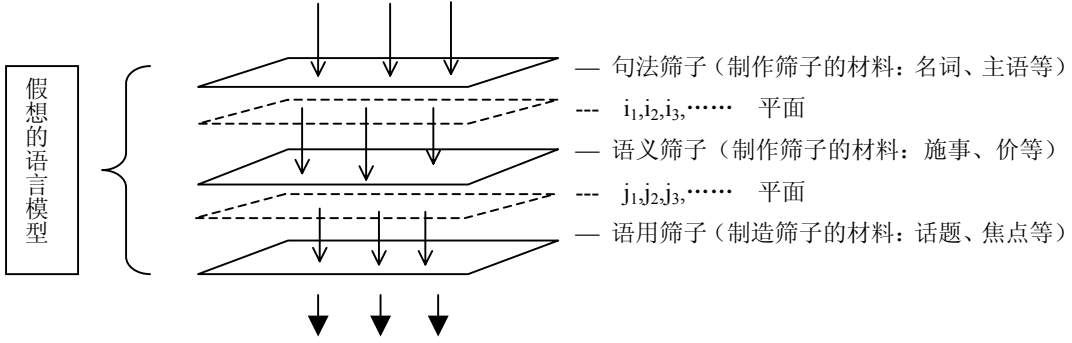 假想的语言模型
— 句法筛子（制作筛子的材料：名词、主语等）
--- i₁,i₂,i₃,…… 平面
— 语义筛子（制作筛子的材料：施事、价等）
--- j₁,j₂,j₃,…… 平面
— 语用筛子（制造筛子的材料：话题、焦点等）